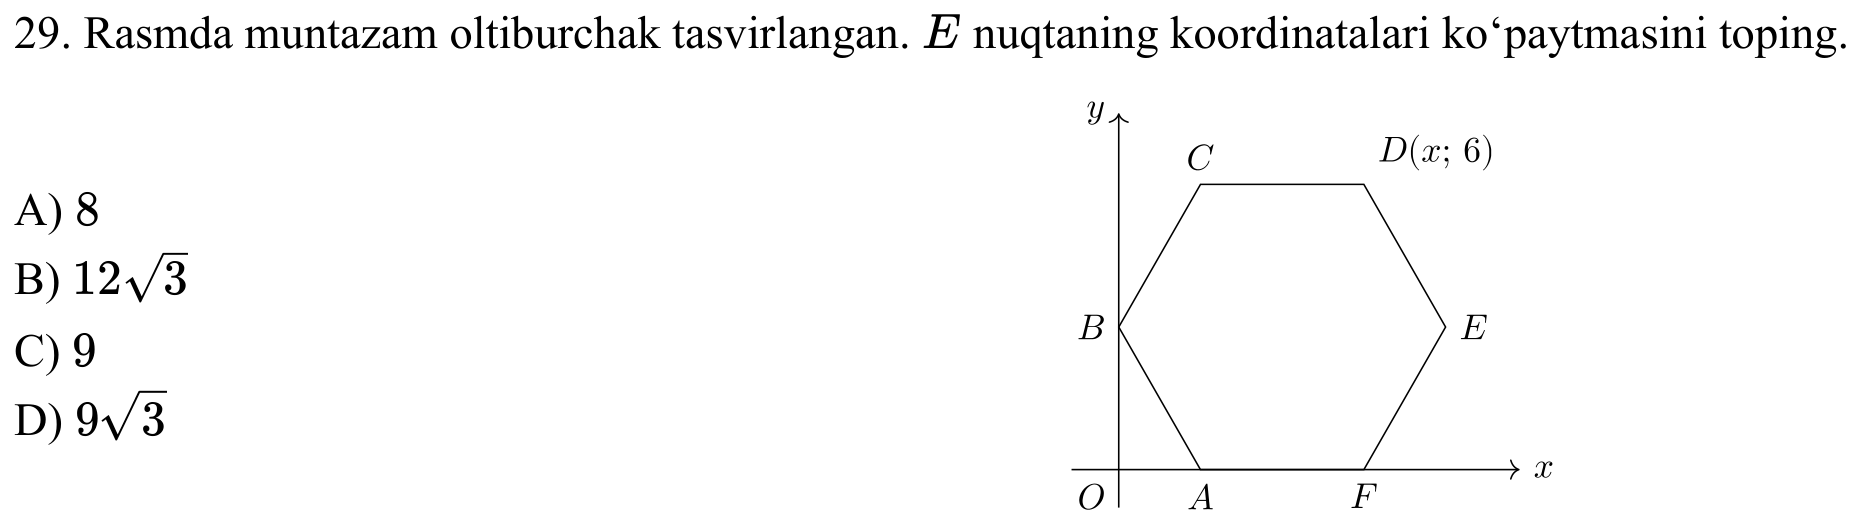 29. Rasmda muntazam oltiburchak tasvirlangan. E nuqtaning koordinatalari ko‘paytmasini toping.
A) 8
B) 12√3
C) 9
D) 9√3
y
C
D(x; 6)
B
E
x
O
A
F